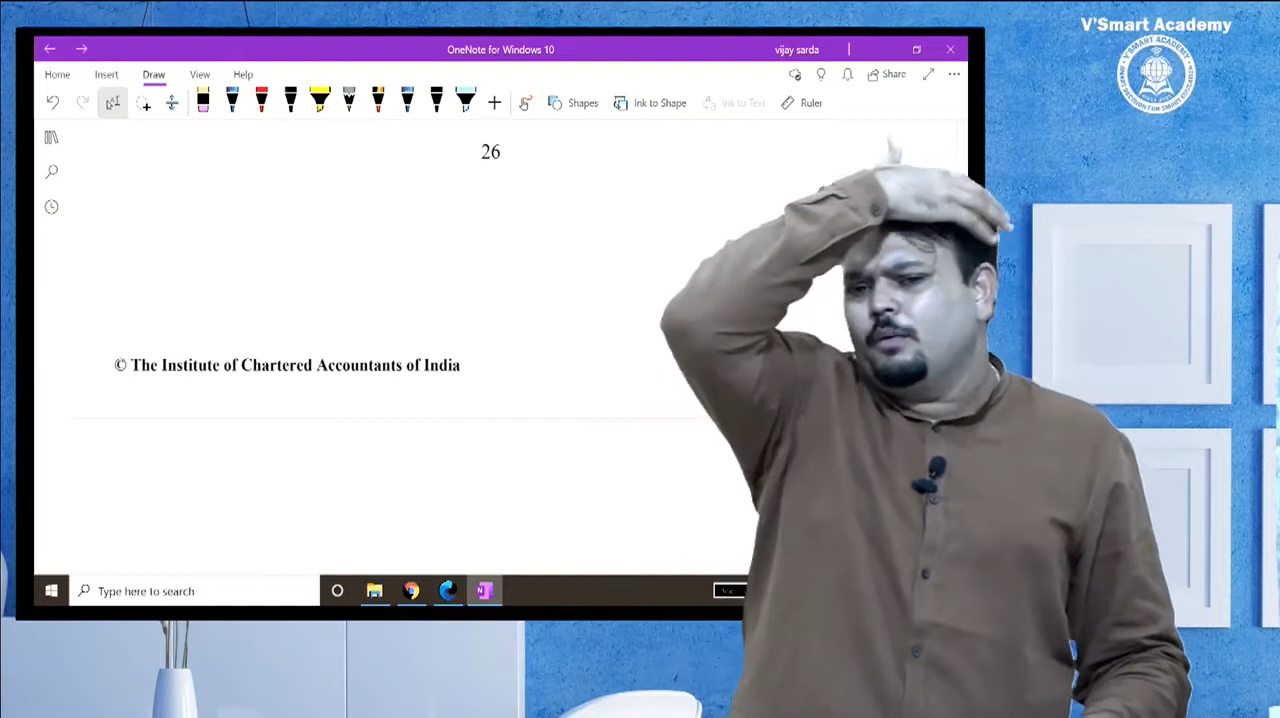 V'Smart Academy
OneNote for Windows 10
vijay sarda
Home Insert Draw View Help
Share
Shapes
Ink to Shape
Ink to Text
Ruler
26
© The Institute of Chartered Accountants of India
Type here to search